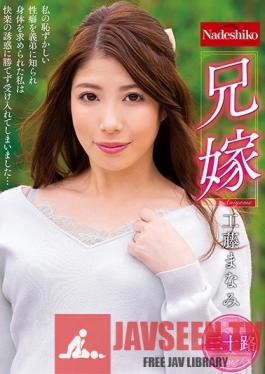 Nadeshiko
兄嫁
Aniyome
工藤まなみ
私の恥ずかしい
性癖を義弟に知られ
身体を求められた私は
快楽の誘惑に勝てず受け入れてしまいました…
JAVSEEN.TV
FREE JAV LIBRARY
十路